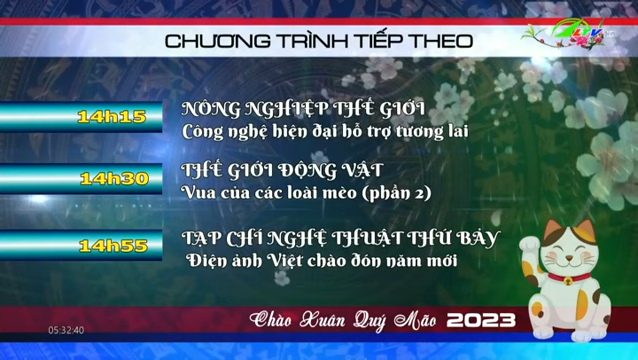 LTV
CHƯƠNG TRÌNH TIẾP THEO
14h15
NÔNG NGHIỆP THẾ GIỚI
Công nghệ hiện đại hỗ trợ tương lai
14h30
THẾ GIỚI ĐỘNG VẬT
Vua của các loài mèo (phần 2)
14h55
TẠP CHÍ NGHỆ THUẬT THỨ BẢY
Điện ảnh Việt chào đón năm mới
Chào Xuân Quý Mão 2023
05:32:40